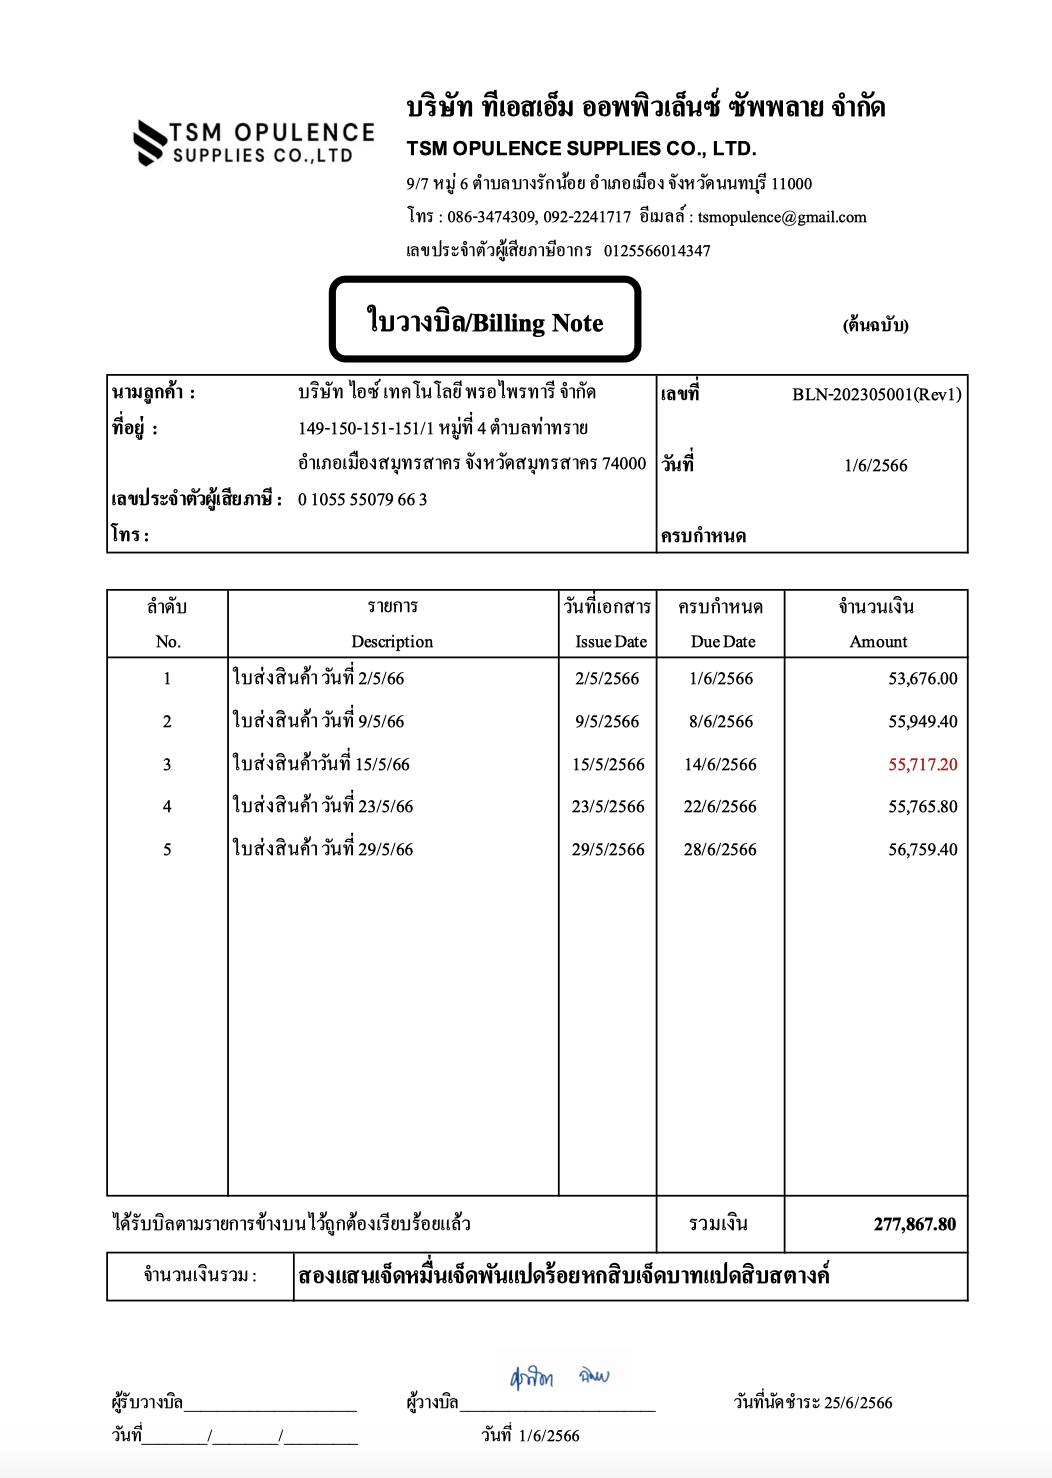 TSM OPULENCE
SUPPLIES CO.,LTD
บริษัท ทีเอสเอ็ม ออพพิวเล็นซ์ ซัพพลาย จำกัด
TSM OPULENCE SUPPLIES CO., LTD.
9/7 หมู่ 6 ตำบลบางรักน้อย อำเภอเมือง จังหวัดนนทบุรี 11000
โทร : 086-3474309, 092-2241717 อีเมลล์ : tsmopulence@gmail.com
เลขประจำตัวผู้เสียภาษีอากร 0125566014347
ใบวางบิล/Billing Note
(ต้นฉบับ)
นามลูกค้า : บริษัท ไอซ์ เทคโนโลยี พรอไพรทารี จำกัด เลขที่ BLN-202305001(Rev1)
ที่อยู่ : 149-150-151-151/1 หมู่ที่ 4 ตำบลท่าทราย
อำเภอเมืองสมุทรสาคร จังหวัดสมุทรสาคร 74000 วันที่ 1/6/2566
เลขประจำตัวผู้เสียภาษี : 0 1055 55079 66 3
โทร : ครบกำหนด
ลำดับ รายการ วันที่เอกสาร ครบกำหนด จำนวนเงิน
No. Description Issue Date Due Date Amount
1 ใบส่งสินค้า วันที่ 2/5/66 2/5/2566 1/6/2566 53,676.00
2 ใบส่งสินค้า วันที่ 9/5/66 9/5/2566 8/6/2566 55,949.40
3 ใบส่งสินค้าวันที่ 15/5/66 15/5/2566 14/6/2566 55,717.20
4 ใบส่งสินค้า วันที่ 23/5/66 23/5/2566 22/6/2566 55,765.80
5 ใบส่งสินค้า วันที่ 29/5/66 29/5/2566 28/6/2566 56,759.40
ได้รับบิลตามรายการข้างบนไว้ถูกต้องเรียบร้อยแล้ว รวมเงิน 277,867.80
จำนวนเงินรวม : สองแสนเจ็ดหมื่นเจ็ดพันแปดร้อยหกสิบเจ็ดบาทแปดสิบสตางค์
ผู้รับวางบิล____________________ ผู้วางบิล______________________ วันที่นัดชำระ 25/6/2566
วันที่_______/_______/________ วันที่ 1/6/2566